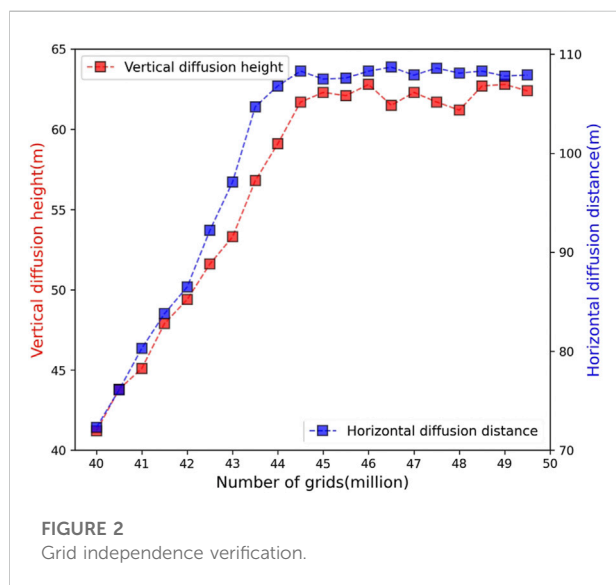 Vertical diffusion height
65
60
55
50
45
40
Vertical diffusion height(m)
110
100
90
80
70
Horizontal diffusion distance(m)
Horizontal diffusion distance
40 41 42 43 44 45 46 47 48 49 50
Number of grids(million)
FIGURE 2
Grid independence verification.